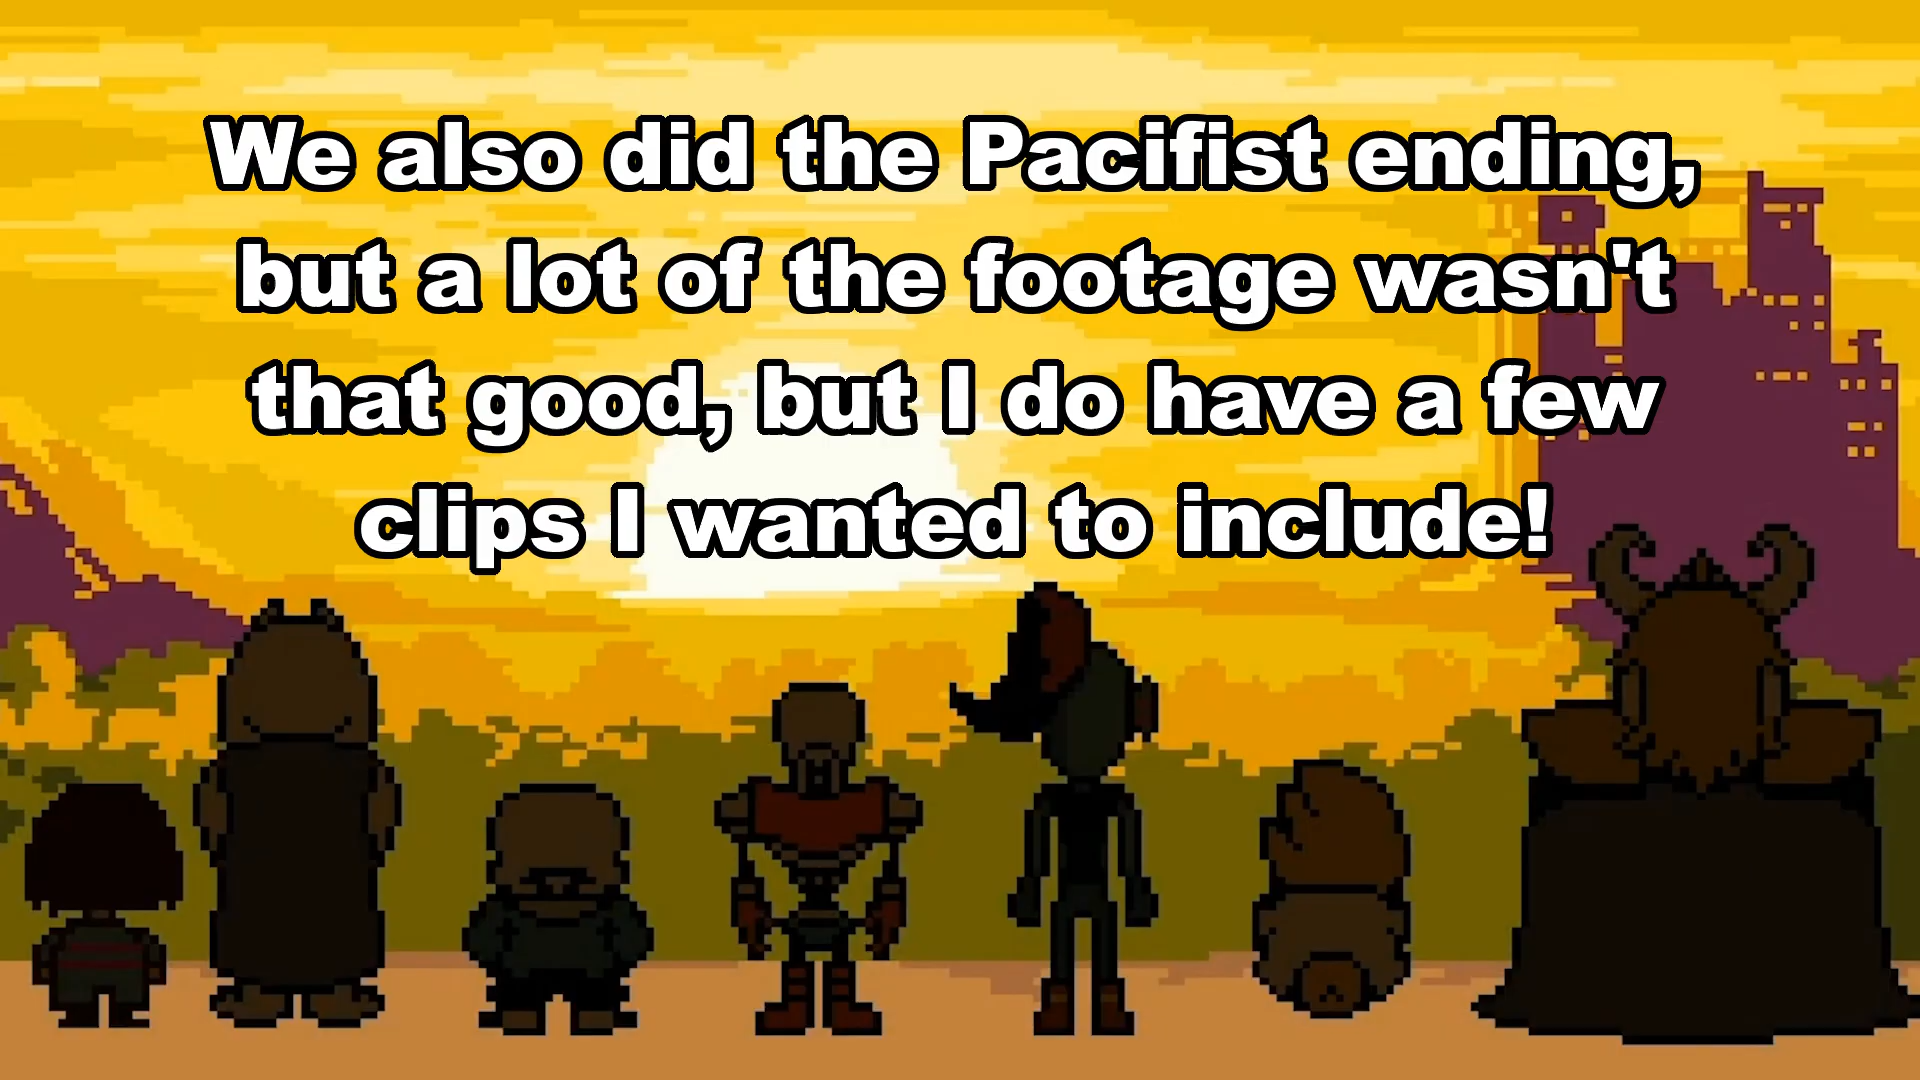 We also did the Pacifist ending,
but a lot of the footage wasn't
that good, but I do have a few
clips I wanted to include!